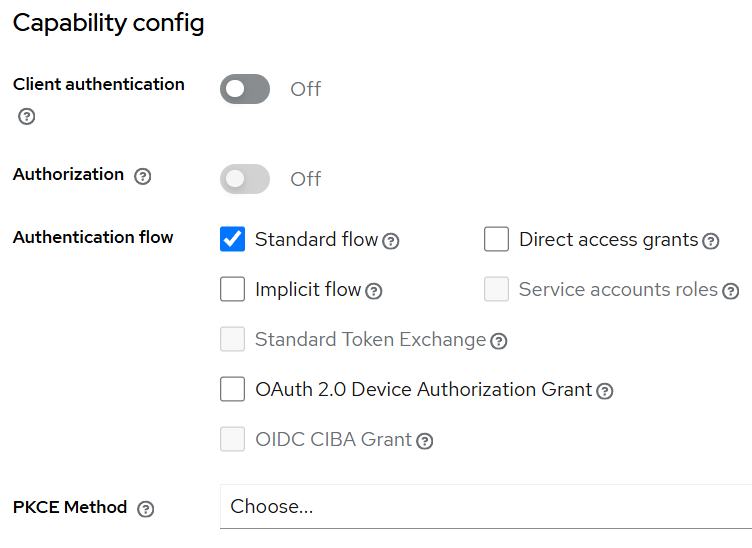 Capability config
Client authentication
Off
Authorization
Off
Authentication flow
Standard flow
Direct access grants
Implicit flow
Service accounts roles
Standard Token Exchange
OAuth 2.0 Device Authorization Grant
OIDC CIBA Grant
PKCE Method
Choose...